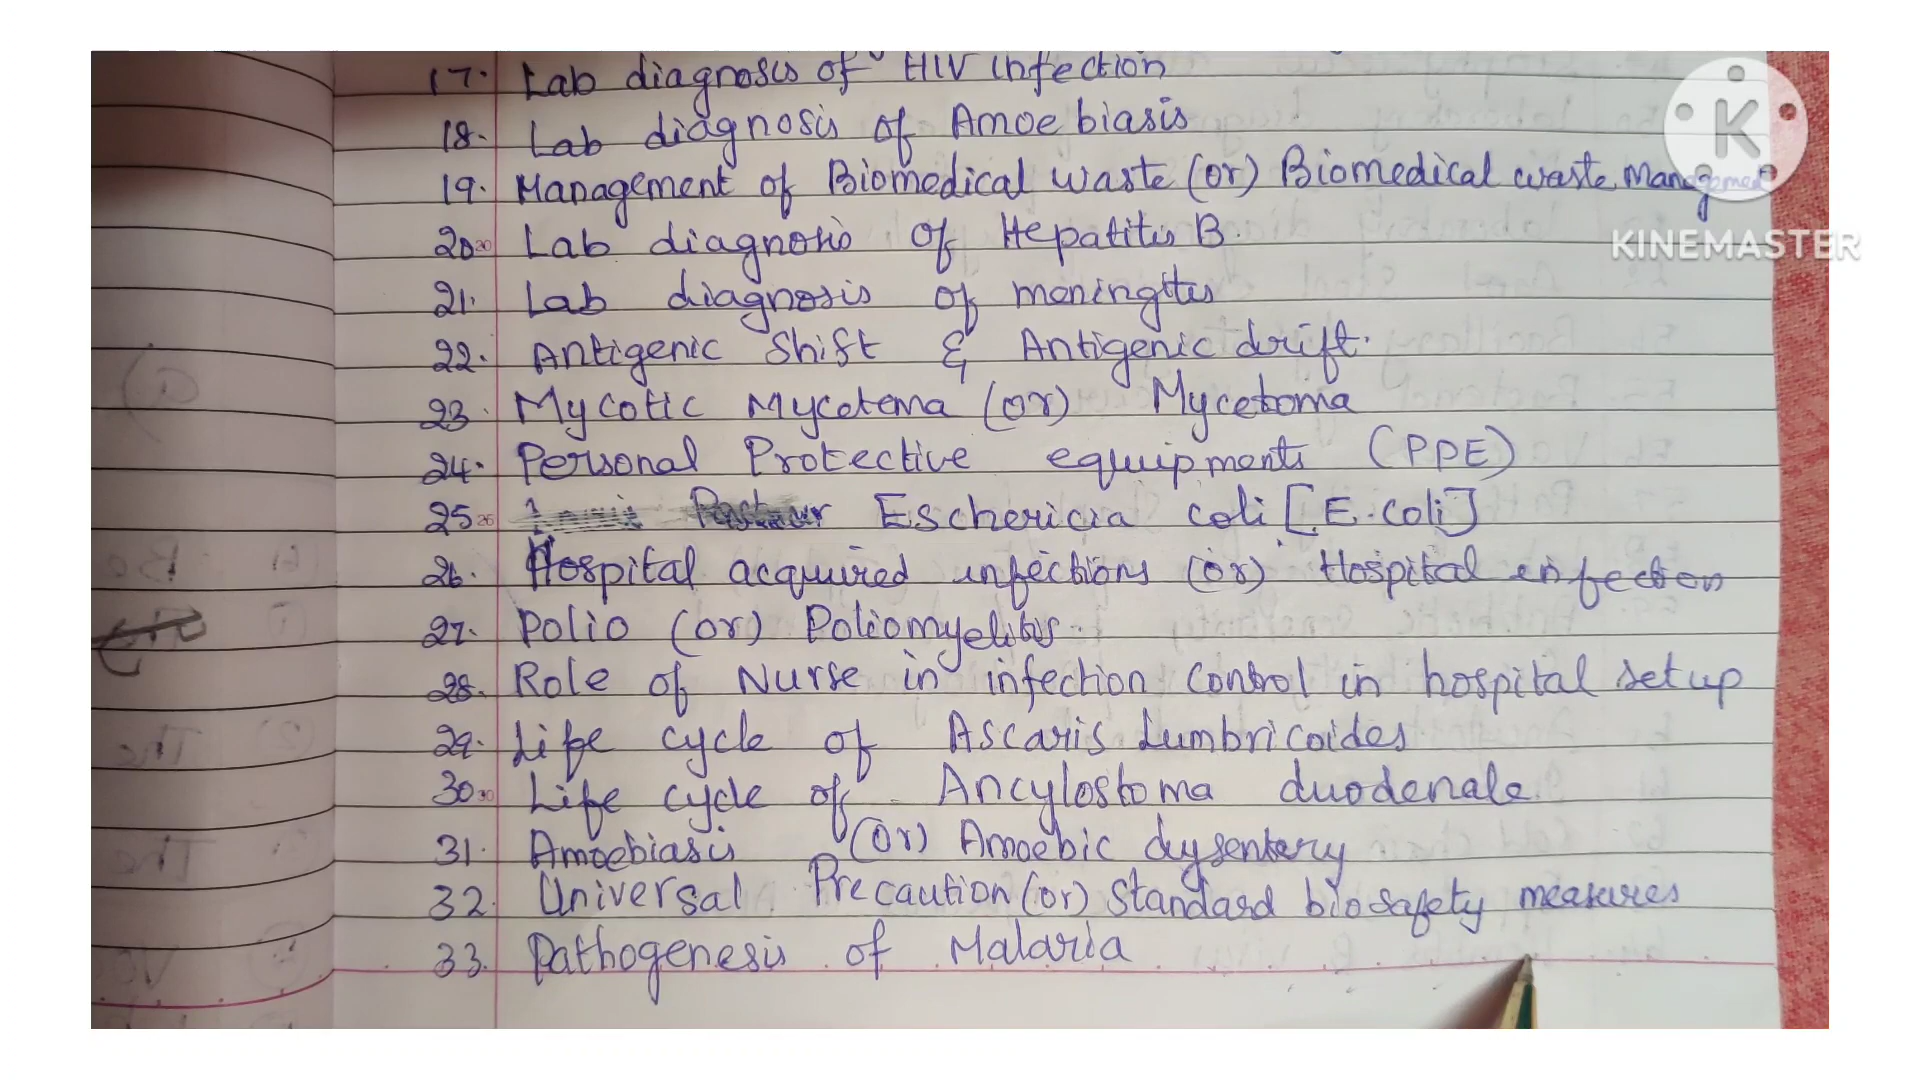 17. Lab diagnosis of HIV infection
18. Lab diagnosis of Amoebiasis
19. Management of Biomedical waste (or) Biomedical waste Management
20. Lab diagnosis of Hepatitis B.
21. Lab diagnosis of meningitis
22. Antigenic Shift & Antigenic drift.
23. Mycotic Mycetema (or) Mycetoma
24. Personal Protective equipments (PPE)
25. Eschericia coli [E. coli]
26. Hospital acquired infections (or) Hospital infection
27. Polio (or) Poliomyelitis.
28. Role of Nurse in infection control in hospital setup
29. Life cycle of Ascaris Lumbricoides
30. Life cycle of Ancylostoma duodenale
31. Amoebiasis (or) Amoebic dysentery
32. Universal Precaution (or) Standard biosafety measures
33. Pathogenesis of Malaria
K
KINEMASTER